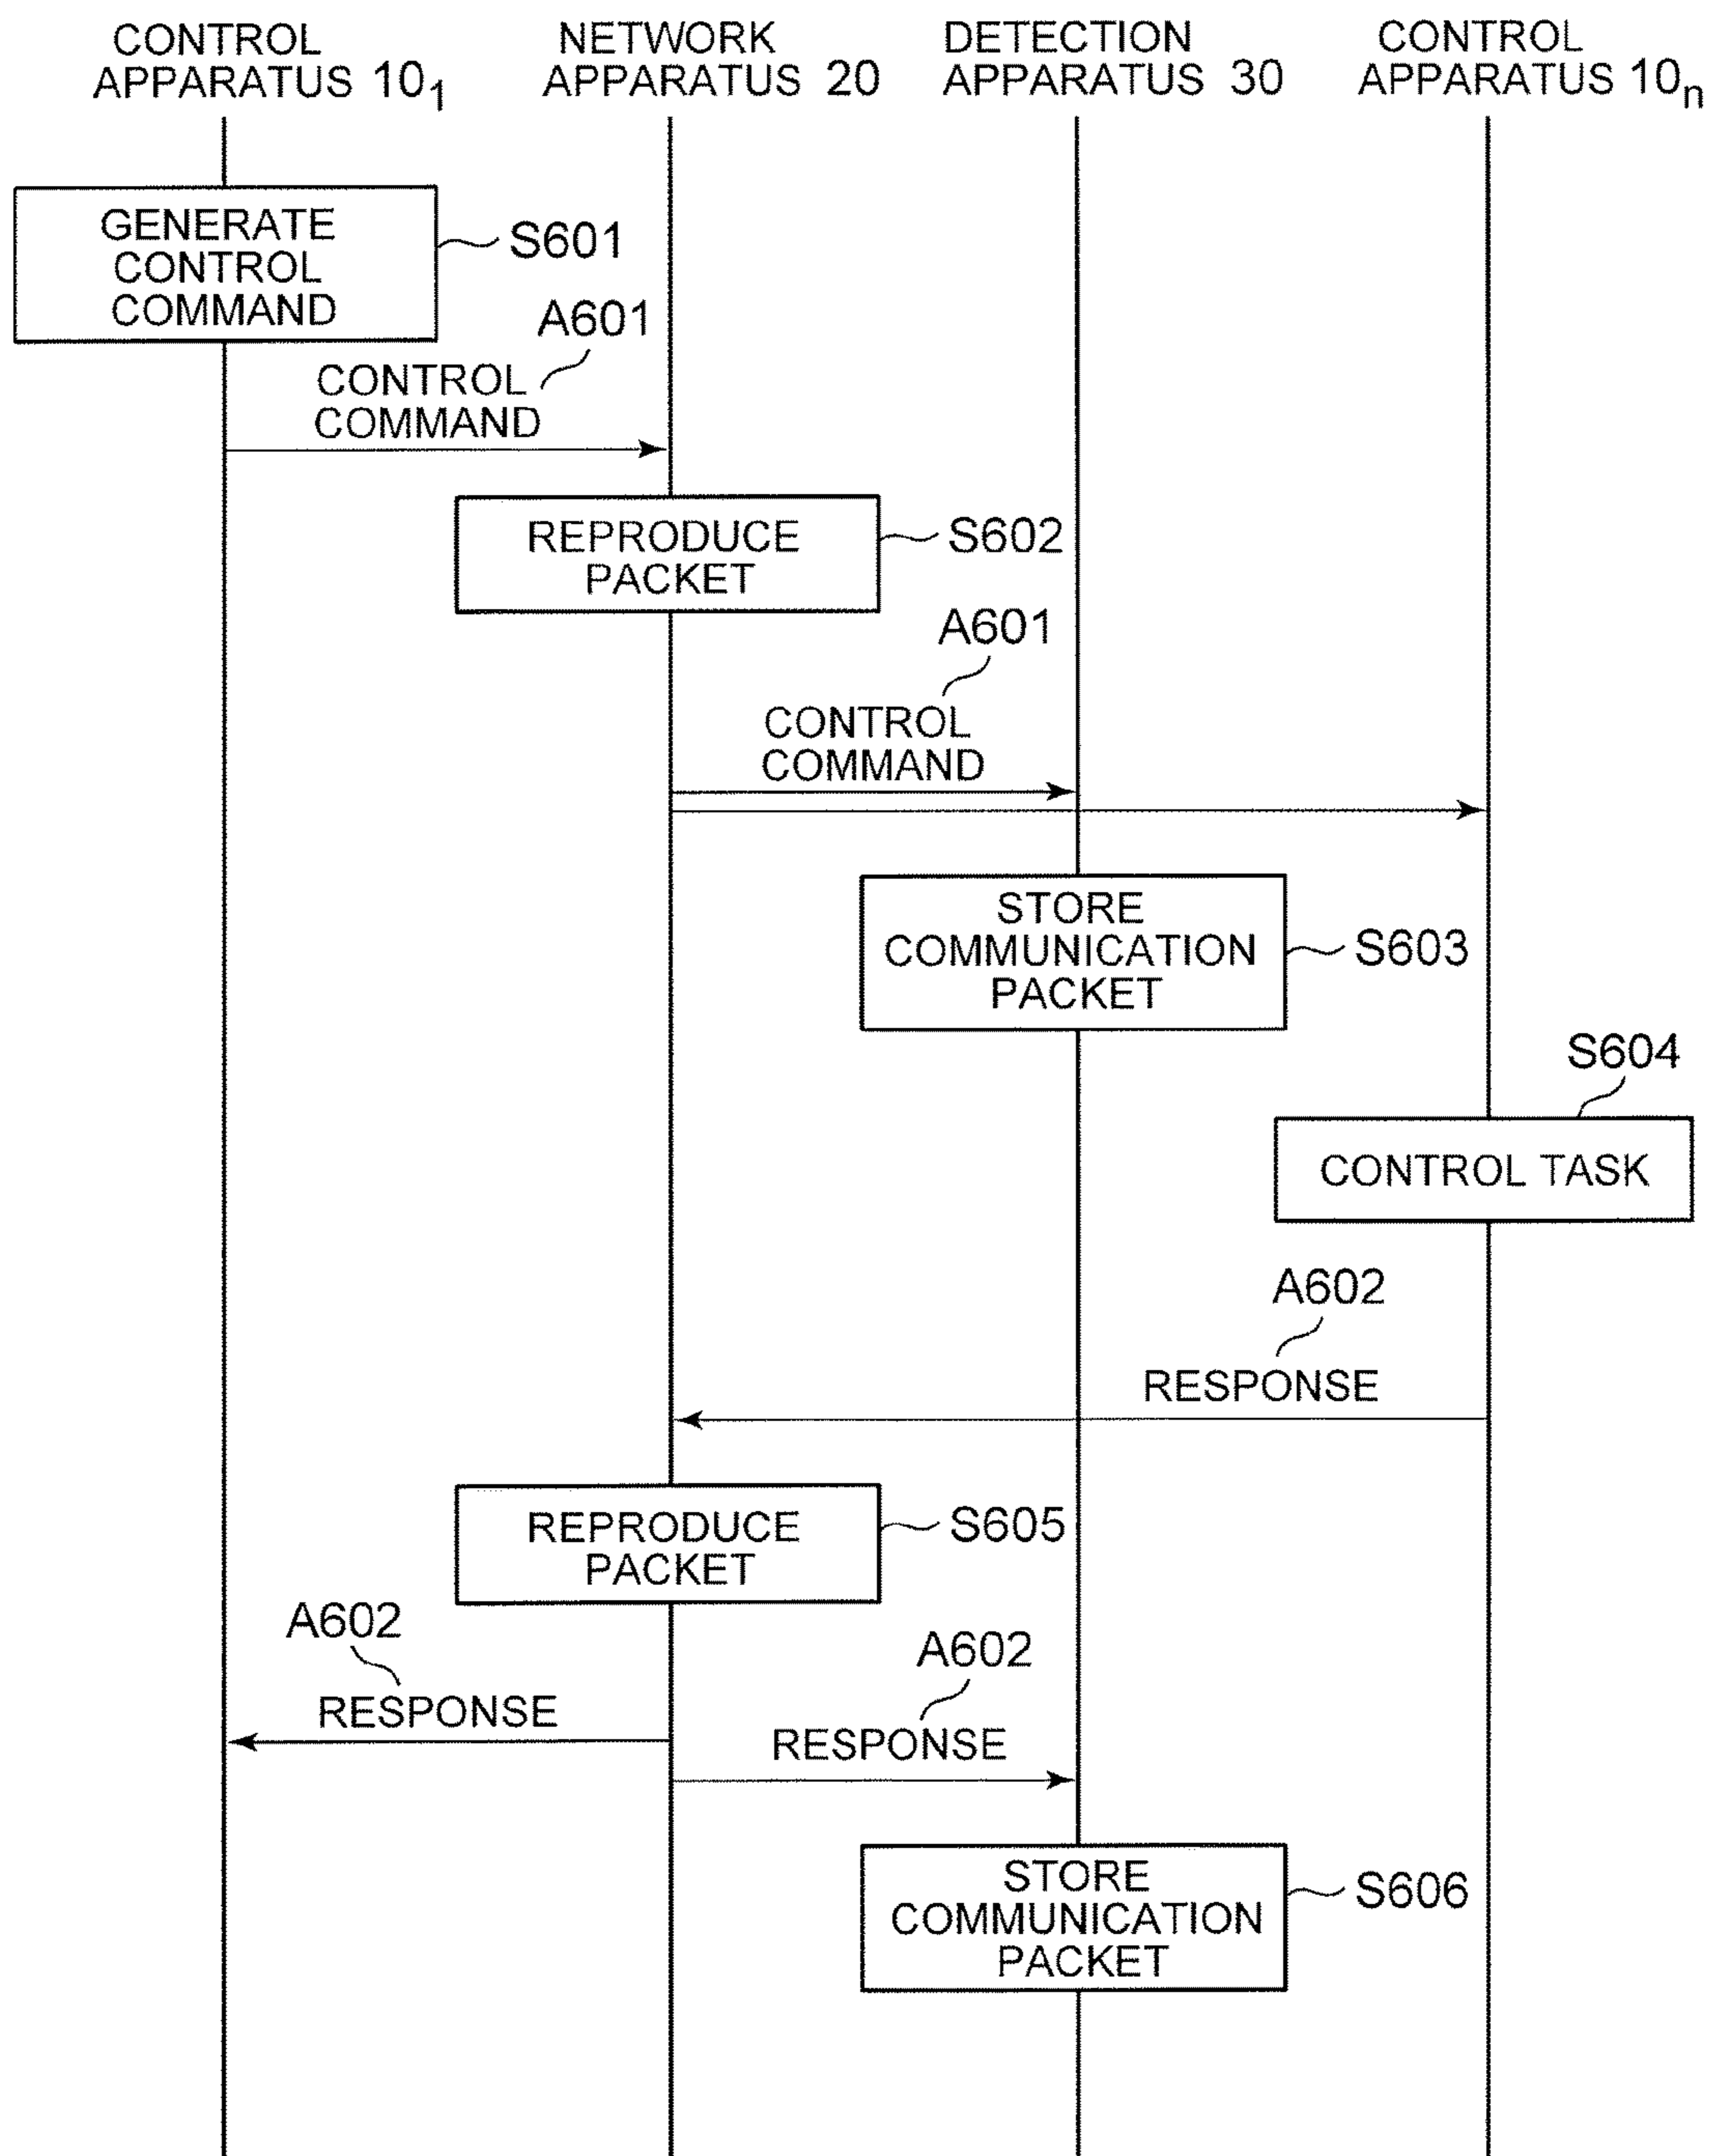 CONTROL
APPARATUS 10₁
NETWORK
APPARATUS 20
DETECTION
APPARATUS 30
CONTROL
APPARATUS 10ₙ
GENERATE
CONTROL
COMMAND
S601
A601
CONTROL
COMMAND
REPRODUCE
PACKET
S602
A601
CONTROL
COMMAND
STORE
COMMUNICATION
PACKET
S603
S604
CONTROL TASK
A602
RESPONSE
REPRODUCE
PACKET
S605
A602
RESPONSE
A602
RESPONSE
STORE
COMMUNICATION
PACKET
S606